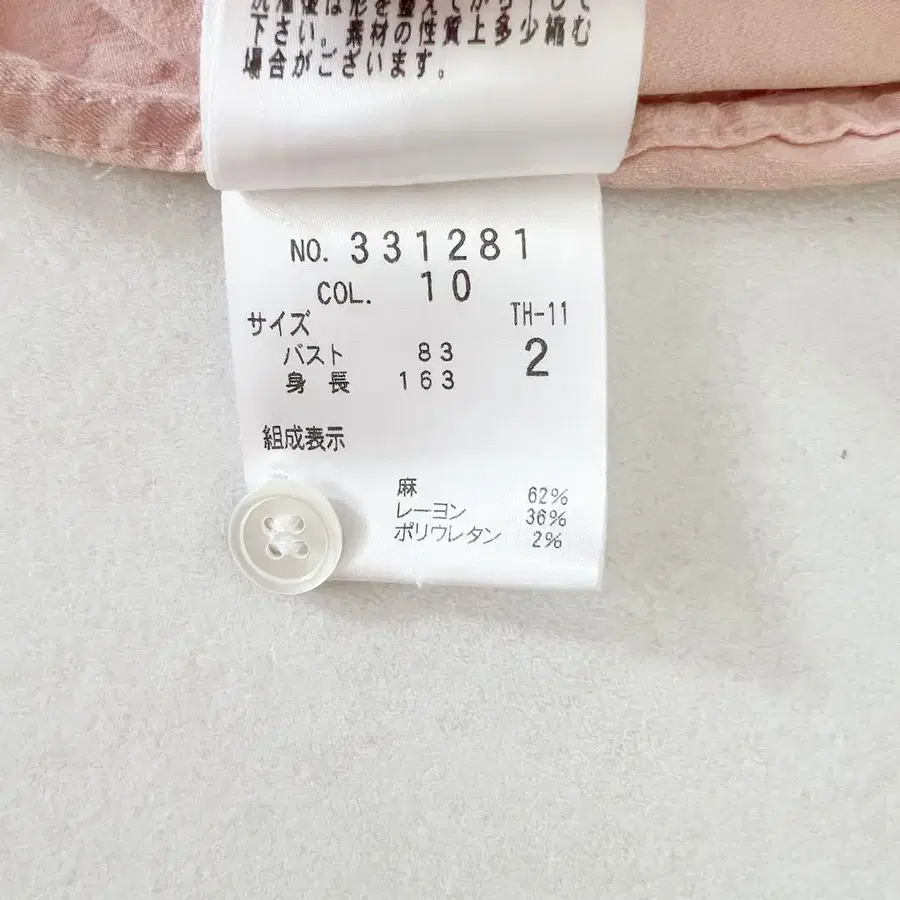 下さい。素材の性質上多少縮む
場合がございます。
NO. 331281
COL. 10
サイズ TH-11
バスト 83 2
身長 163
組成表示
麻 62%
レーヨン 36%
ポリウレタン 2%